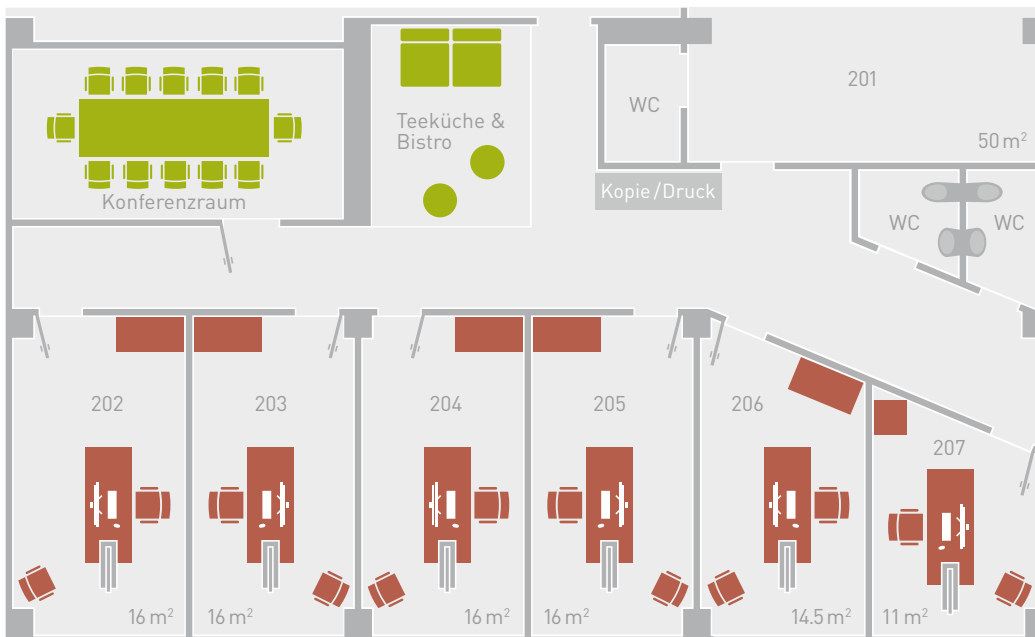 201
WC
Teeküche &
Bistro
50 m²
Kopie/Druck
Konferenzraum
WC
WC
202
203
204
205
206
207
16 m²
16 m²
16 m²
16 m²
14.5 m²
11 m²